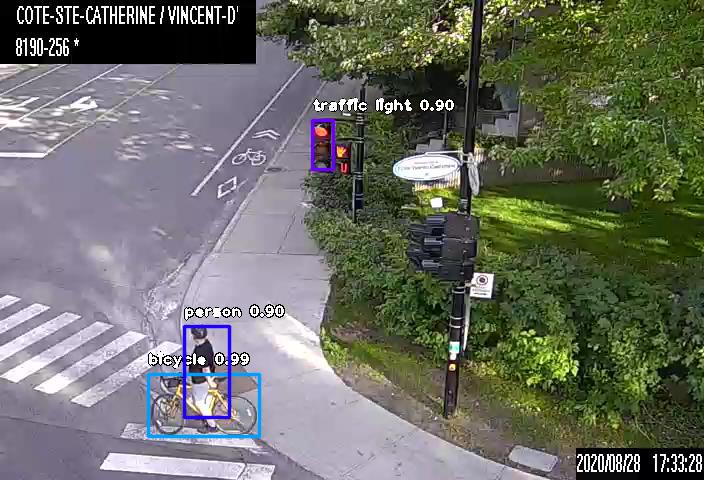 COTE-STE-CATHERINE / VINCENT-D'
8190-256 *
traffic light 0.90
person 0.90
bicycle 0.99
2020/08/28 17:33:28